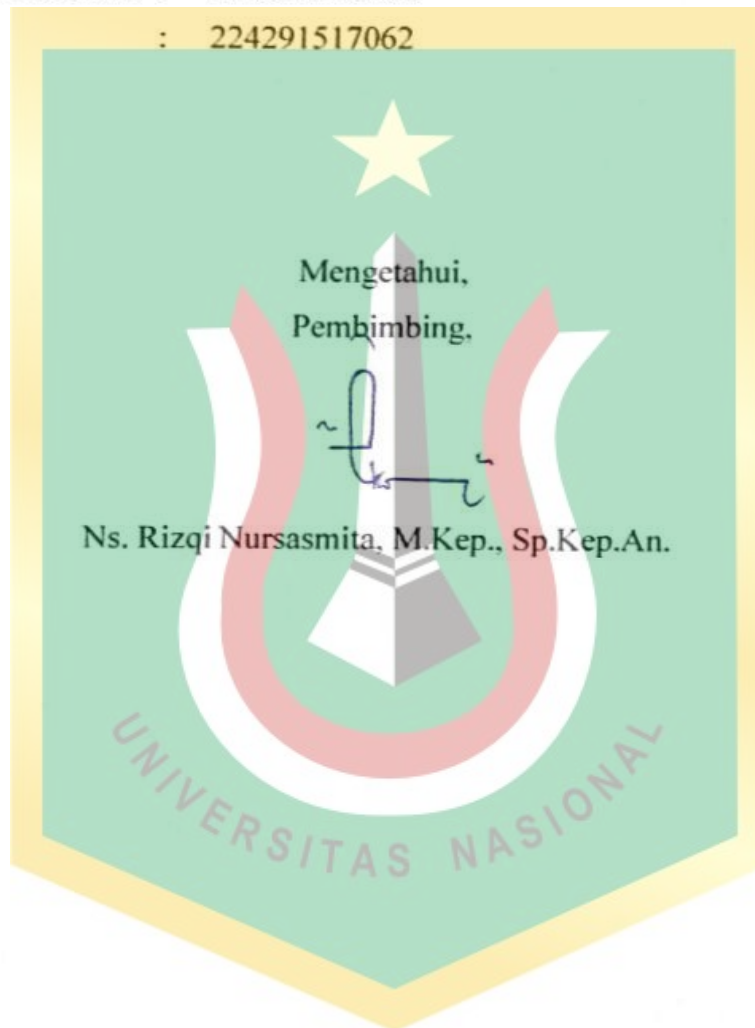 : 224291517062
Mengetahui,
Pembimbing,
Ns. Rizqi Nursasmita, M.Kep., Sp.Kep.An.
UNIVERSITAS NASIONAL